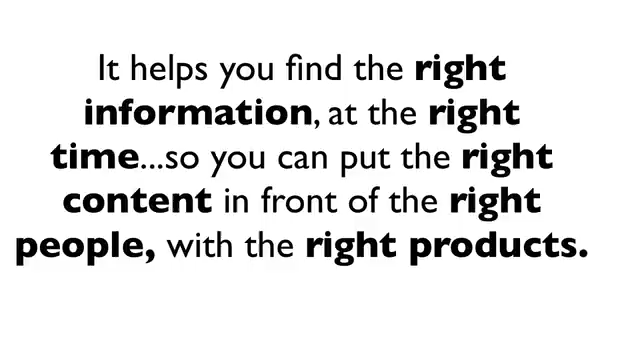 It helps you find the right
information, at the right
time...so you can put the right
content in front of the right
people, with the right products.